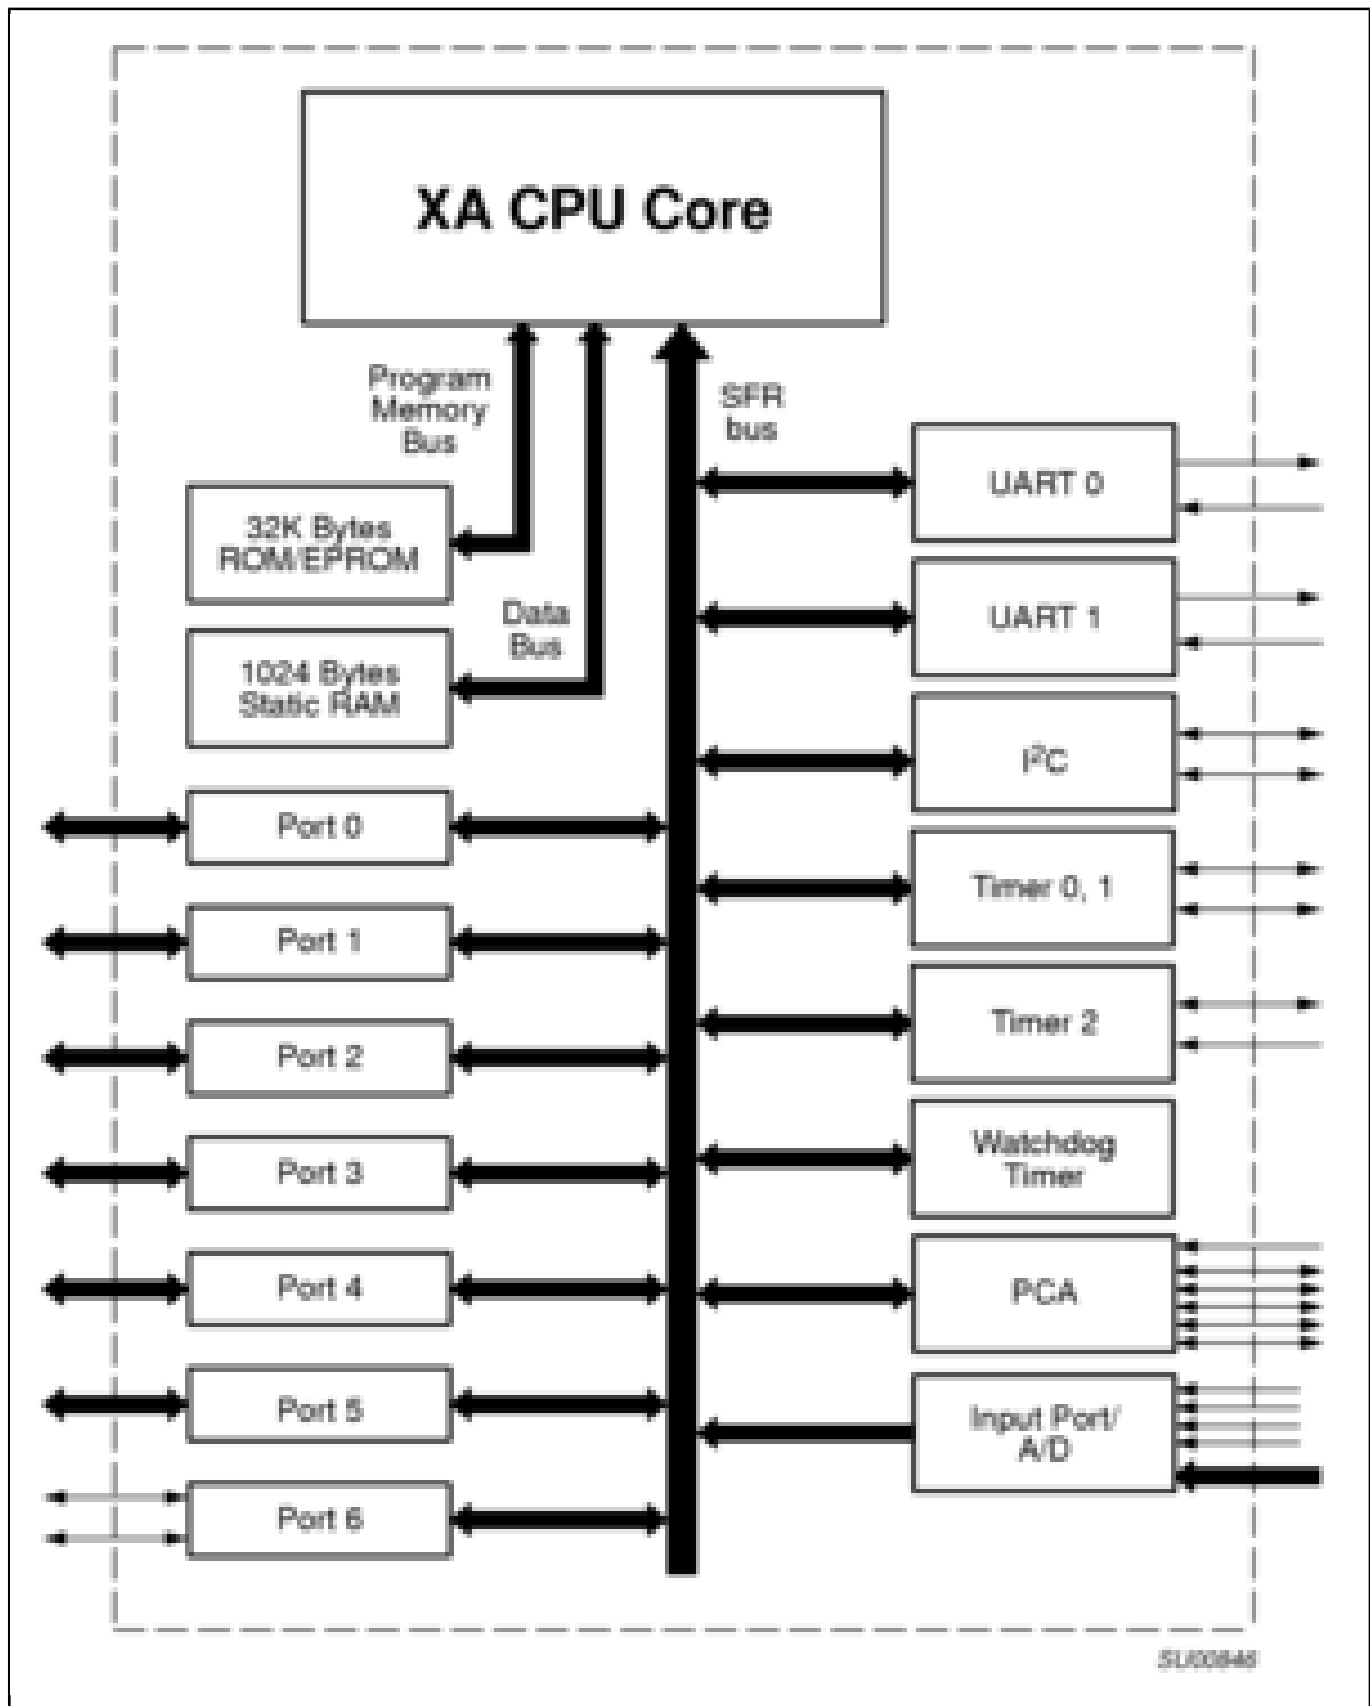 XA CPU Core
Program
Memory
Bus
SFR
bus
32K Bytes
ROM/EPROM
Data
Bus
1024 Bytes
Static RAM
UART 0
UART 1
I²C
Timer 0, 1
Timer 2
Watchdog
Timer
PCA
Input Port/
A/D
Port 0
Port 1
Port 2
Port 3
Port 4
Port 5
Port 6
SU00846